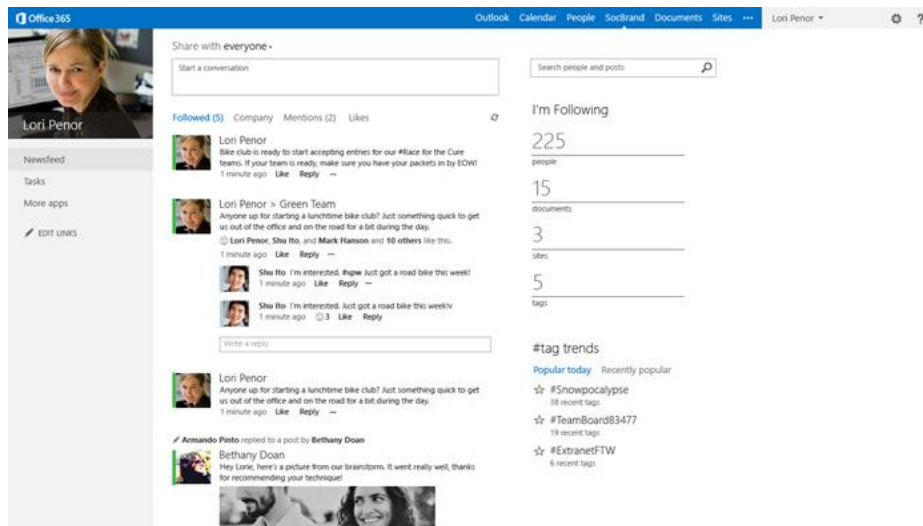 Office 365
Outlook Calendar People SocBrand Documents Sites ••• Lori Penor
?
Lori Penor
Newsfeed
Tasks
More apps
EDIT LINKS
Share with everyone
Start a conversation
Followed (5) Company Mentions (2) Likes
Lori Penor
Bike club is ready to start accepting entries for our #Race for the Cure
teams. If your team is ready, make sure you have your packets in by EOW!
1 minute ago Like Reply •••
Lori Penor > Green Team
Anyone up for starting a lunchtime bike club? Just something quick to get
us out of the office and on the road for a bit during the day.
Lori Penor, Shu Ito, and Mark Hanson and 10 others like this.
1 minute ago Like Reply •••
Shu Ito I'm interested. #spw Just got a road bike this week!
1 minute ago Like Reply •••
Shu Ito I'm interested. Just got a road bike this week!v
1 minute ago 3 Like Reply
Write a reply
Lori Penor
Anyone up for starting a lunchtime bike club? Just something quick to get
us out of the office and on the road for a bit during the day.
1 minute ago Like Reply •••
Armando Pinto replied to a post by Bethany Doan
Bethany Doan
Hey Lorie, here's a picture from our brainstorm. It went really well, thanks
for recommending your technique!
Search people and posts
I'm Following
225
people
15
documents
3
sites
5
tags
#tag trends
Popular today Recently popular
#Snowpocalypse
38 recent tags
#TeamBoard83477
19 recent tags
#ExtranetFTW
6 recent tags